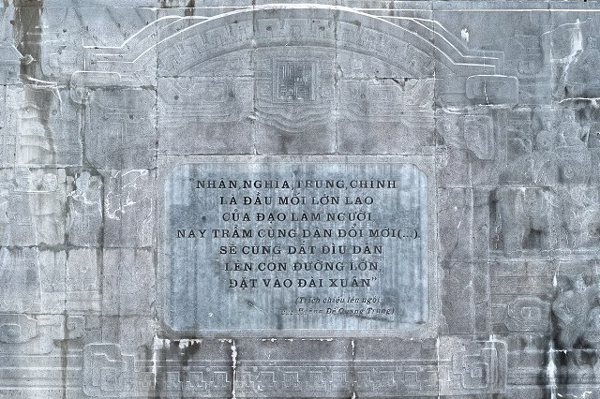 NHÂN, NGHĨA, TRUNG, CHÍNH
LÀ ĐẦU MỐI LỚN LAO
CỦA ĐẠO LÀM NGƯỜI
NAY TRẪM CÙNG DÂN ĐỔI MỚI (...)
SẼ CÙNG DẮT DÌU DÂN
LÊN CON ĐƯỜNG LỚN
ĐẶT VÀO ĐÀI XUÂN"
(Trích chiếu lên ngôi
Hoàng Đế Quang Trung)